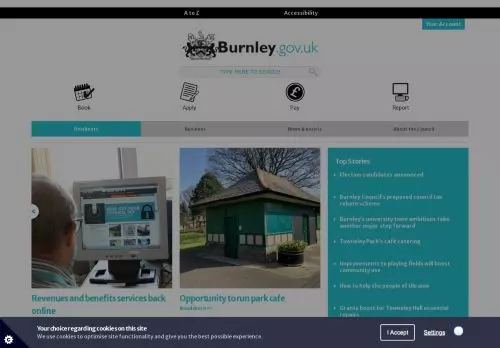 A to Z
Accessibility
Your Account
Burnley.gov.uk
TYPE HERE TO SEARCH
Book
Apply
Pay
Report
Residents
Business
News & events
About the Council
Top Stories
Election candidates announced
Burnley Council's proposed council tax
rebate scheme
Burnley's university town ambitions take
another major step forward
Towneley Park's café catering
Improvements to playing fields will boost
community use
How to help the people of Ukraine
Grants boost for Towneley Hall essential
repairs
Revenues and benefits services back
online
Opportunity to run park cafe
Read more >>
Your choice regarding cookies on this site
We use cookies to optimise site functionality and give you the best possible experience.
I Accept
Settings